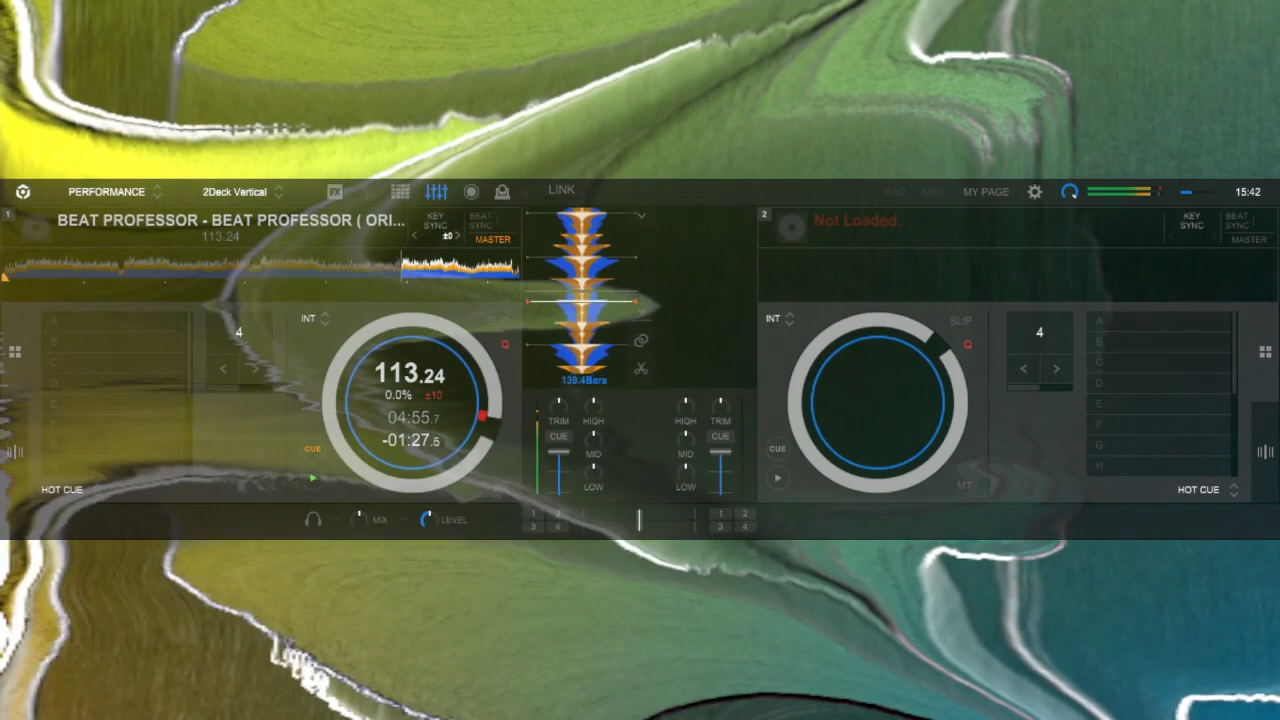 PERFORMANCE 2Deck Vertical FX LINK PAD MIDI MY PAGE 15:42
1 BEAT PROFESSOR - BEAT PROFESSOR ( ORI... KEY SYNC BEAT SYNC
113.24 ±0 MASTER
2 Not Loaded. KEY SYNC BEAT SYNC
MASTER
INT SLIP
A
B
C
D
E
F
G
H
4
Q
113.24
0.0% ±10
04:55.7
-01:27.5
CUE
HOT CUE
139.4Bars
TRIM HIGH HIGH TRIM
CUE CUE
MID MID
LOW LOW
INT SLIP
Q
CUE
MT
4
A
B
C
D
E
F
G
H
HOT CUE
MIX LEVEL
1 2 1 2
3 4 3 4